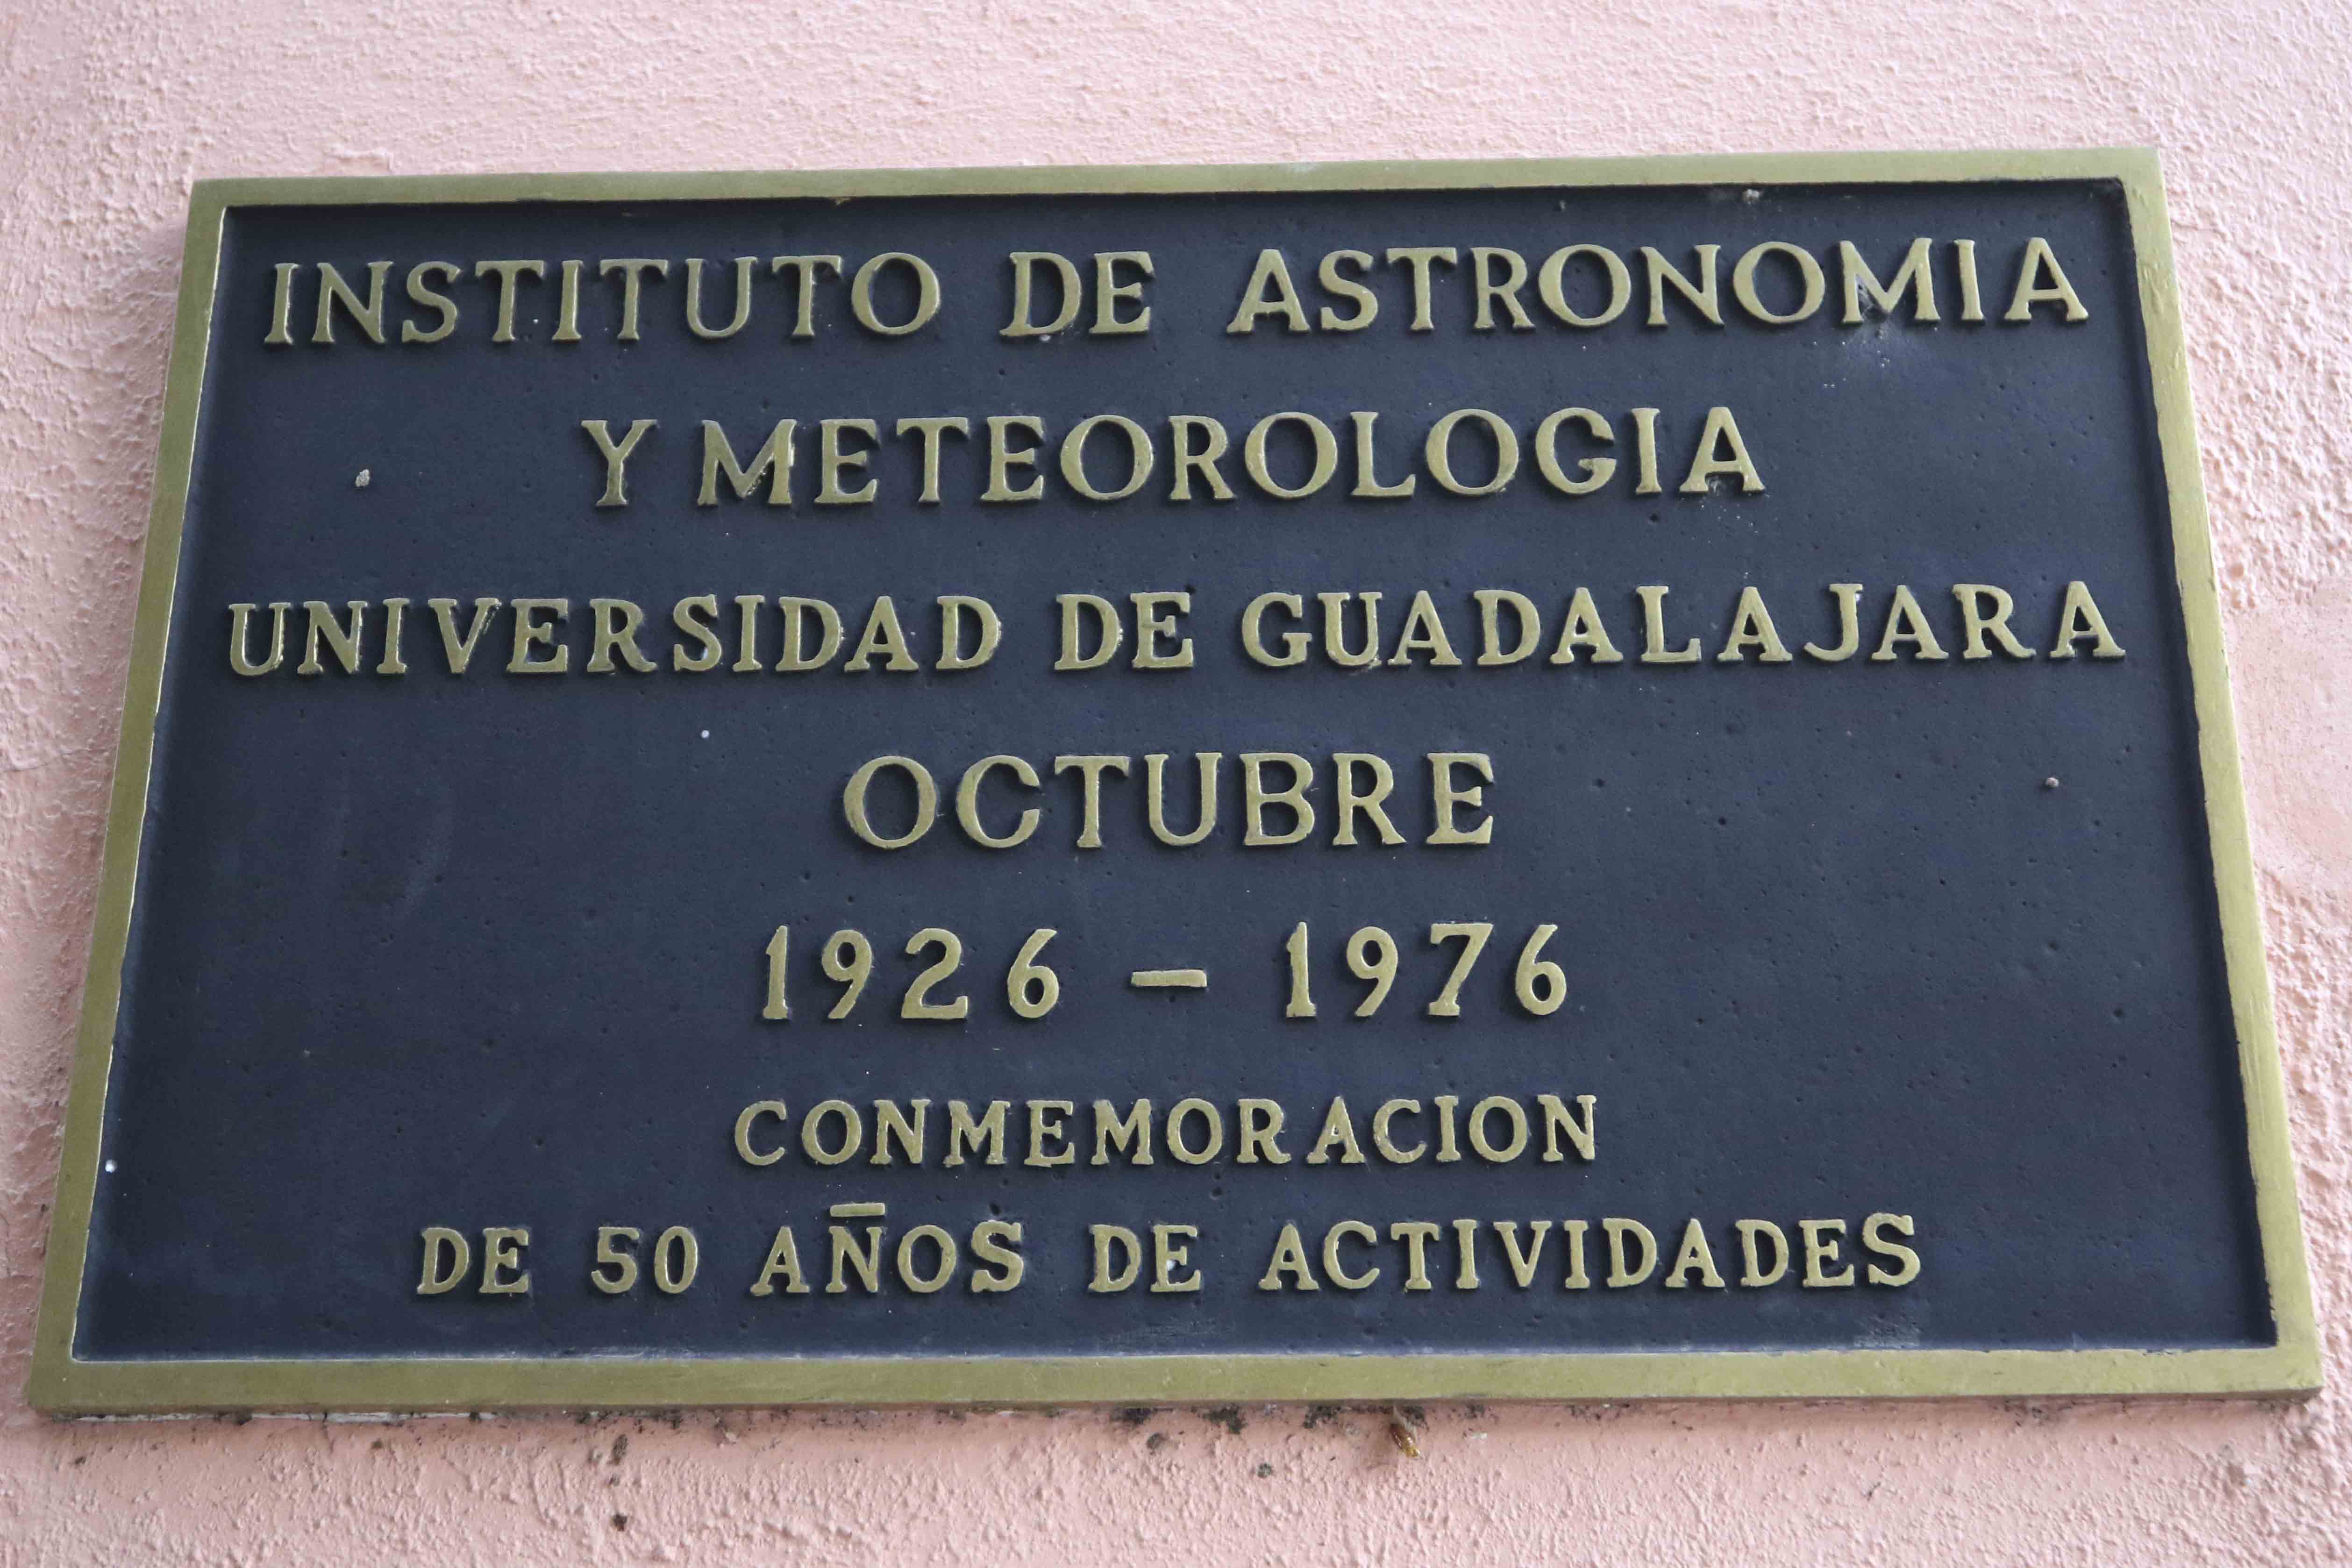 INSTITUTO DE ASTRONOMIA
Y METEOROLOGIA
UNIVERSIDAD DE GUADALAJARA
OCTUBRE
1926 - 1976
CONMEMORACION
DE 50 AÑOS DE ACTIVIDADES